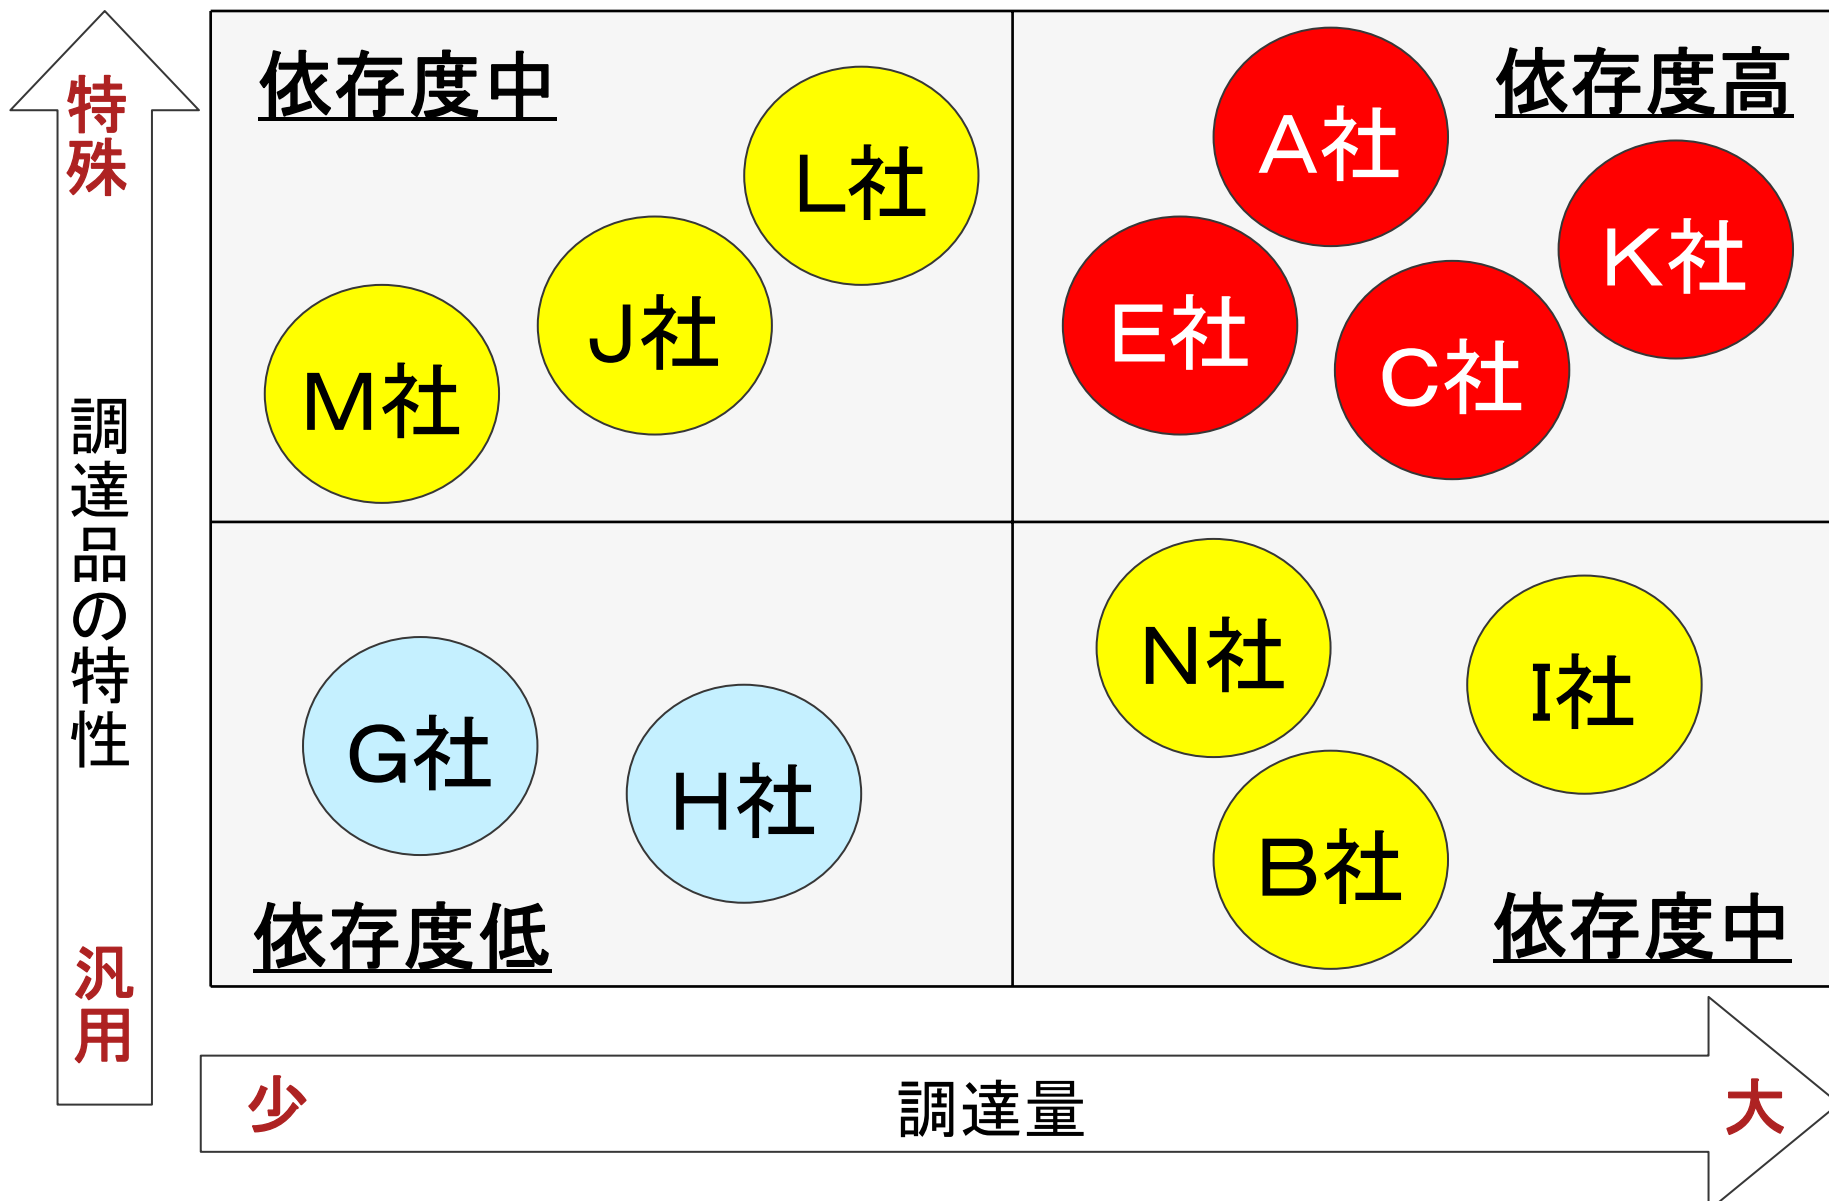 特殊
調達品の特性
汎用
依存度中
L社
J社
M社
依存度高
A社
K社
E社
C社
G社
H社
依存度低
N社
I社
B社
依存度中
少
調達量
大